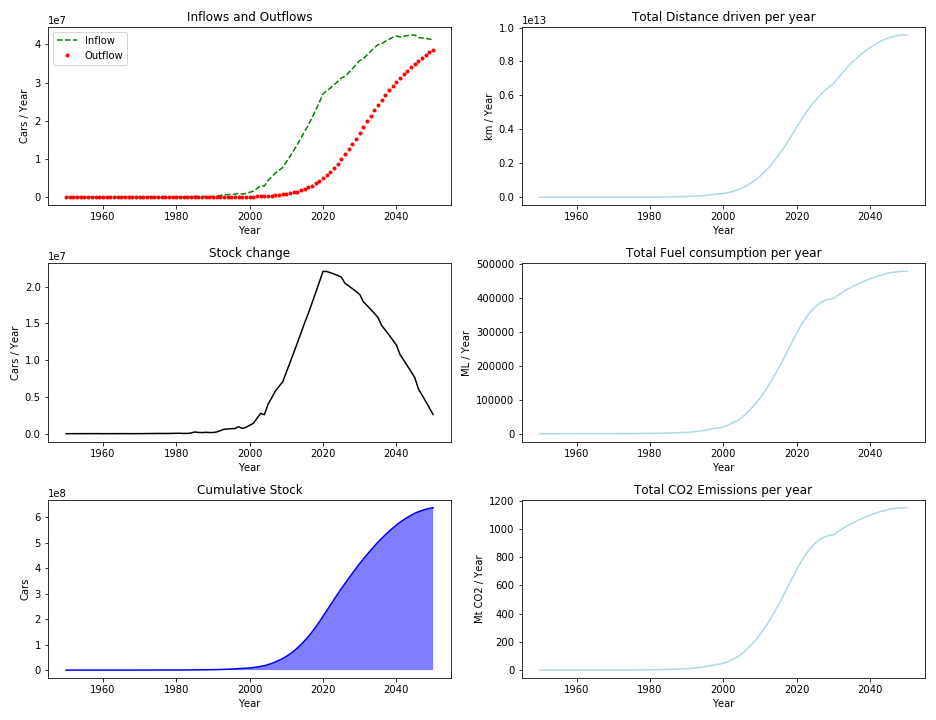 Inflows and Outflows
1e7
Inflow
Outflow
4
3
2
1
0
Cars / Year
1960 1980 2000 2020 2040
Year
Total Distance driven per year
1e13
1.0
0.8
0.6
0.4
0.2
0.0
km / Year
1960 1980 2000 2020 2040
Year
Stock change
1e7
2.0
1.5
1.0
0.5
0.0
Cars / Year
1960 1980 2000 2020 2040
Year
Total Fuel consumption per year
500000
400000
300000
200000
100000
0
ML / Year
1960 1980 2000 2020 2040
Year
Cumulative Stock
1e8
6
5
4
3
2
1
0
Cars
1960 1980 2000 2020 2040
Year
Total CO2 Emissions per year
1200
1000
800
600
400
200
0
Mt CO2 / Year
1960 1980 2000 2020 2040
Year